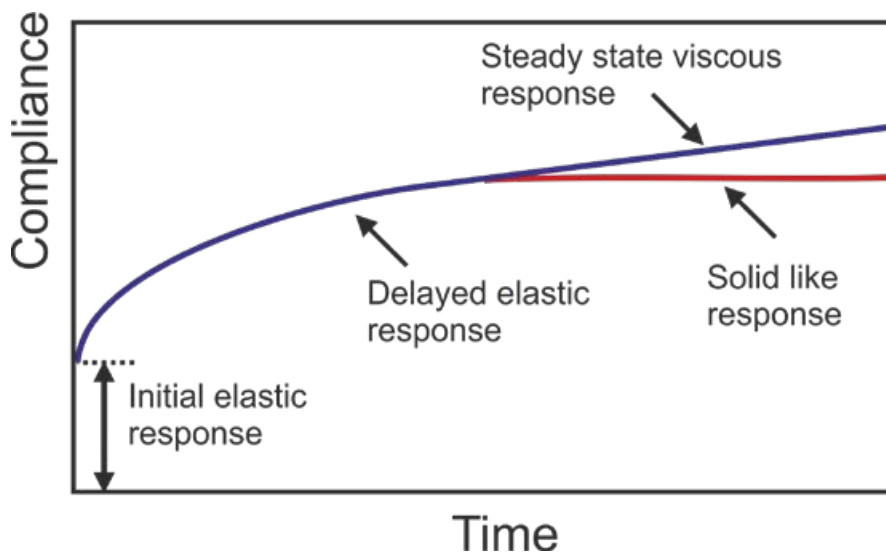 Steady state viscous
response
Compliance
Delayed elastic
response
Solid like
response
Initial elastic
response
Time